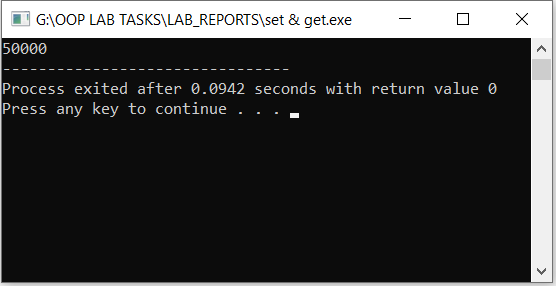 G:\OOP LAB TASKS\LAB_REPORTS\set & get.exe
50000
--------------------------------
Process exited after 0.0942 seconds with return value 0
Press any key to continue . . .